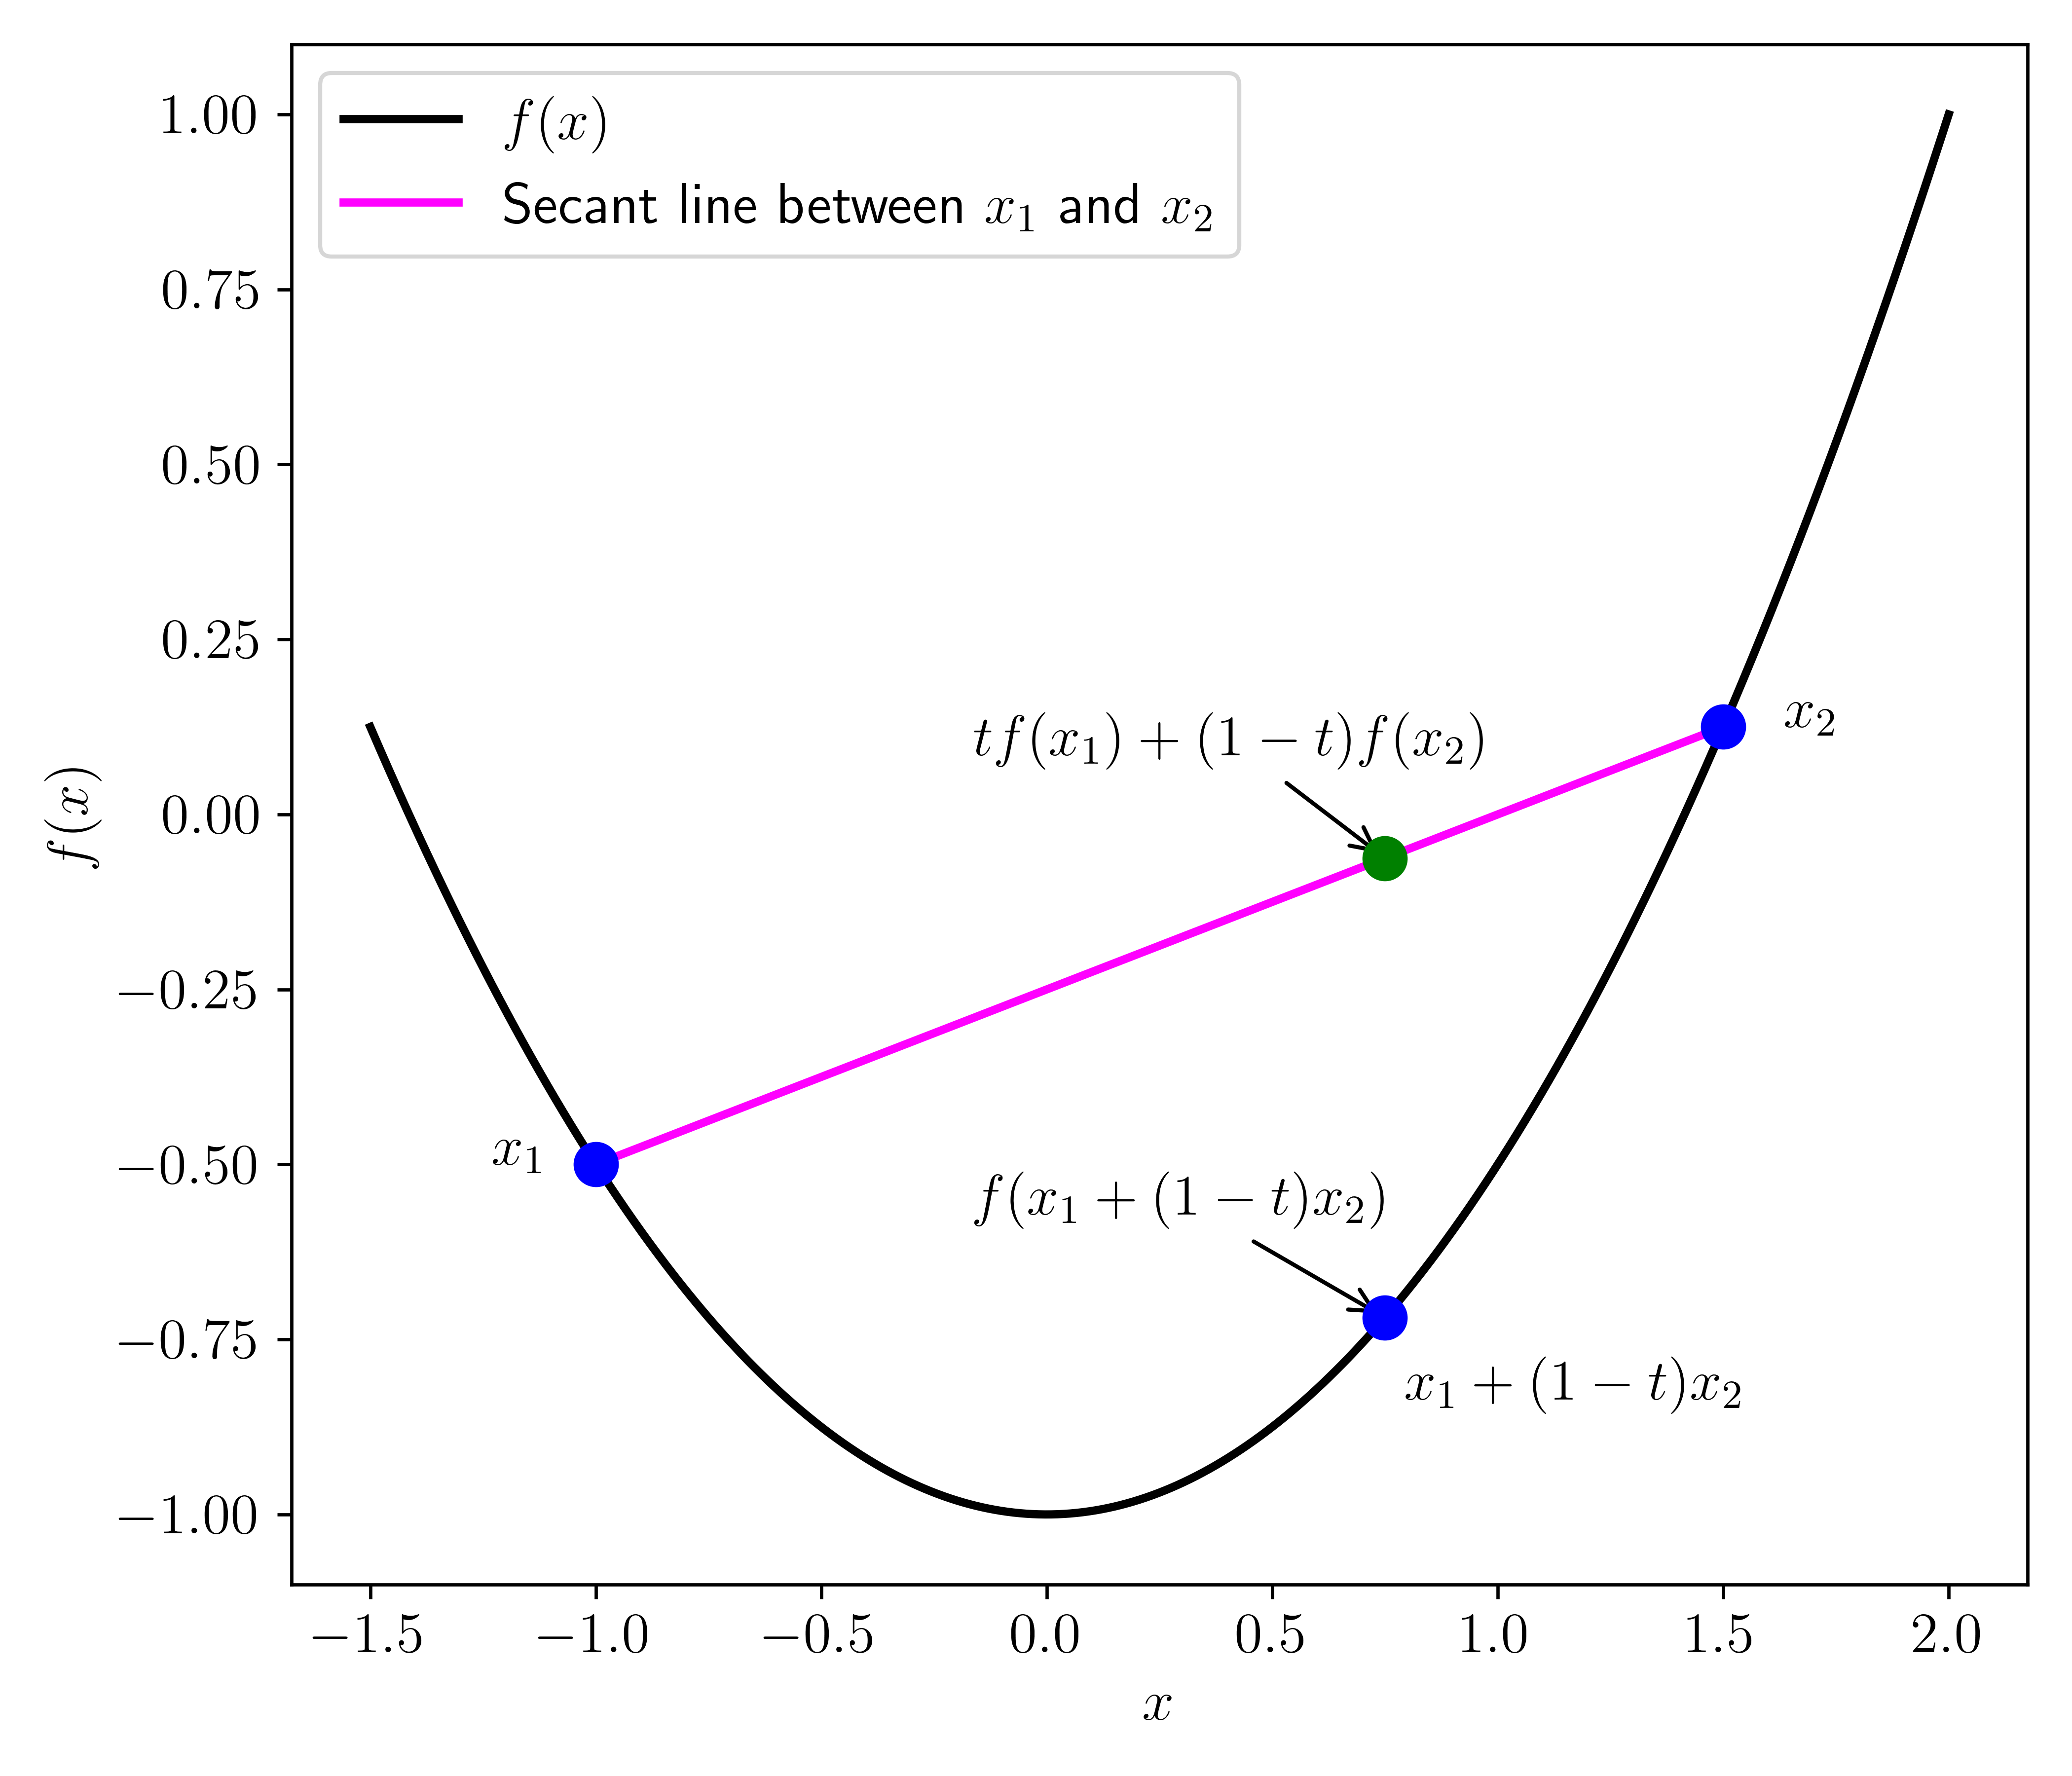 f(x)
Secant line between x₁ and x₂
1.00
0.75
0.50
0.25
0.00
−0.25
−0.50
−0.75
−1.00
f(x)
tf(x₁) + (1 − t)f(x₂)
x₂
x₁
f(x₁ + (1 − t)x₂)
x₁ + (1 − t)x₂
−1.5 −1.0 −0.5 0.0 0.5 1.0 1.5 2.0
x